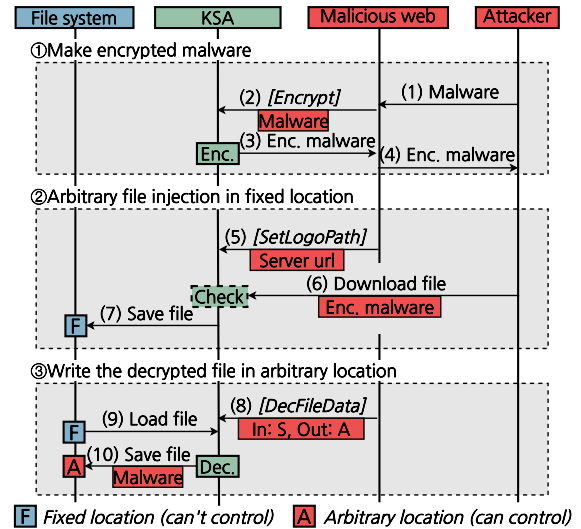 File system KSA Malicious web Attacker
①Make encrypted malware
(2) [Encrypt] (1) Malware
Malware
Enc. (3) Enc. malware
(4) Enc. malware
②Arbitrary file injection in fixed location
(5) [SetLogoPath]
Server url
(6) Download file
Check
Enc. malware
(7) Save file
F
③Write the decrypted file in arbitrary location
(8) [DecFileData]
(9) Load file
F In: S, Out: A
(10) Save file
A Dec.
Malware
F Fixed location (can't control) A Arbitrary location (can control)